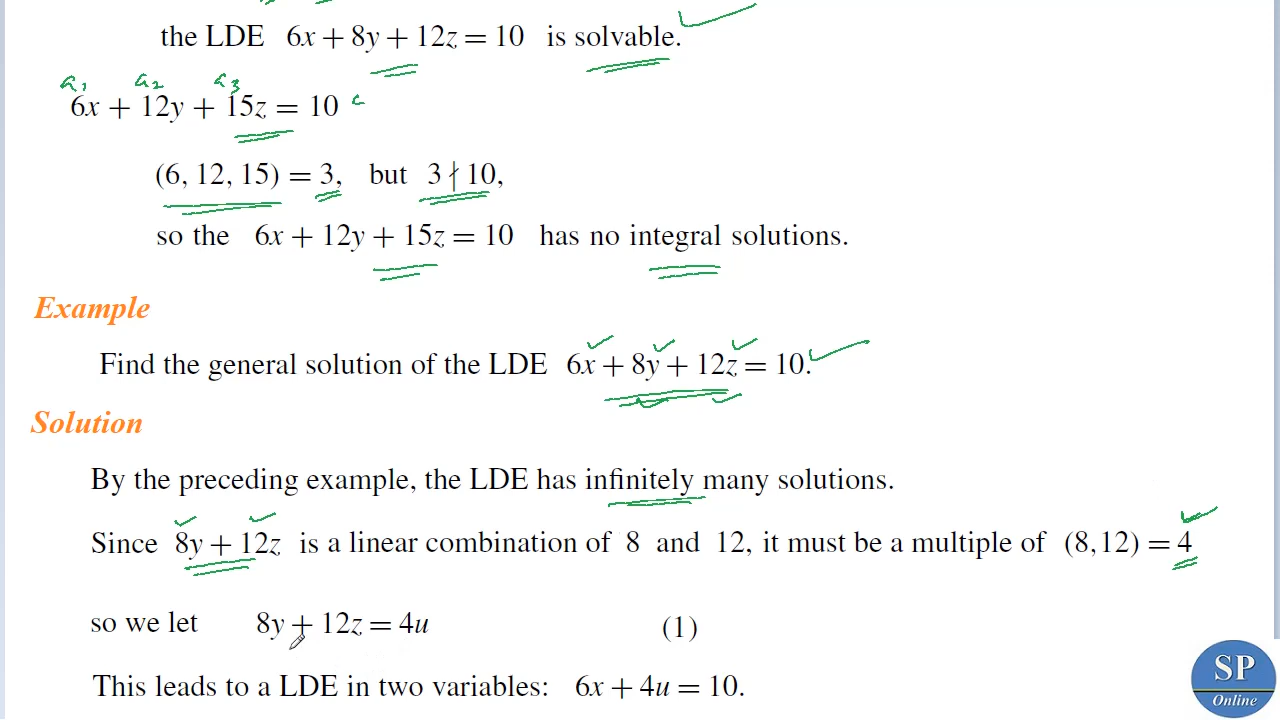 the LDE 6x + 8y + 12z = 10 is solvable.
a₁ a₂ a₃
6x + 12y + 15z = 10 c
(6, 12, 15) = 3, but 3 ∤ 10,
so the 6x + 12y + 15z = 10 has no integral solutions.
Example
Find the general solution of the LDE 6x + 8y + 12z = 10.
Solution
By the preceding example, the LDE has infinitely many solutions.
Since 8y + 12z is a linear combination of 8 and 12, it must be a multiple of (8,12) = 4
so we let 8y + 12z = 4u (1)
This leads to a LDE in two variables: 6x + 4u = 10.
SP
Online